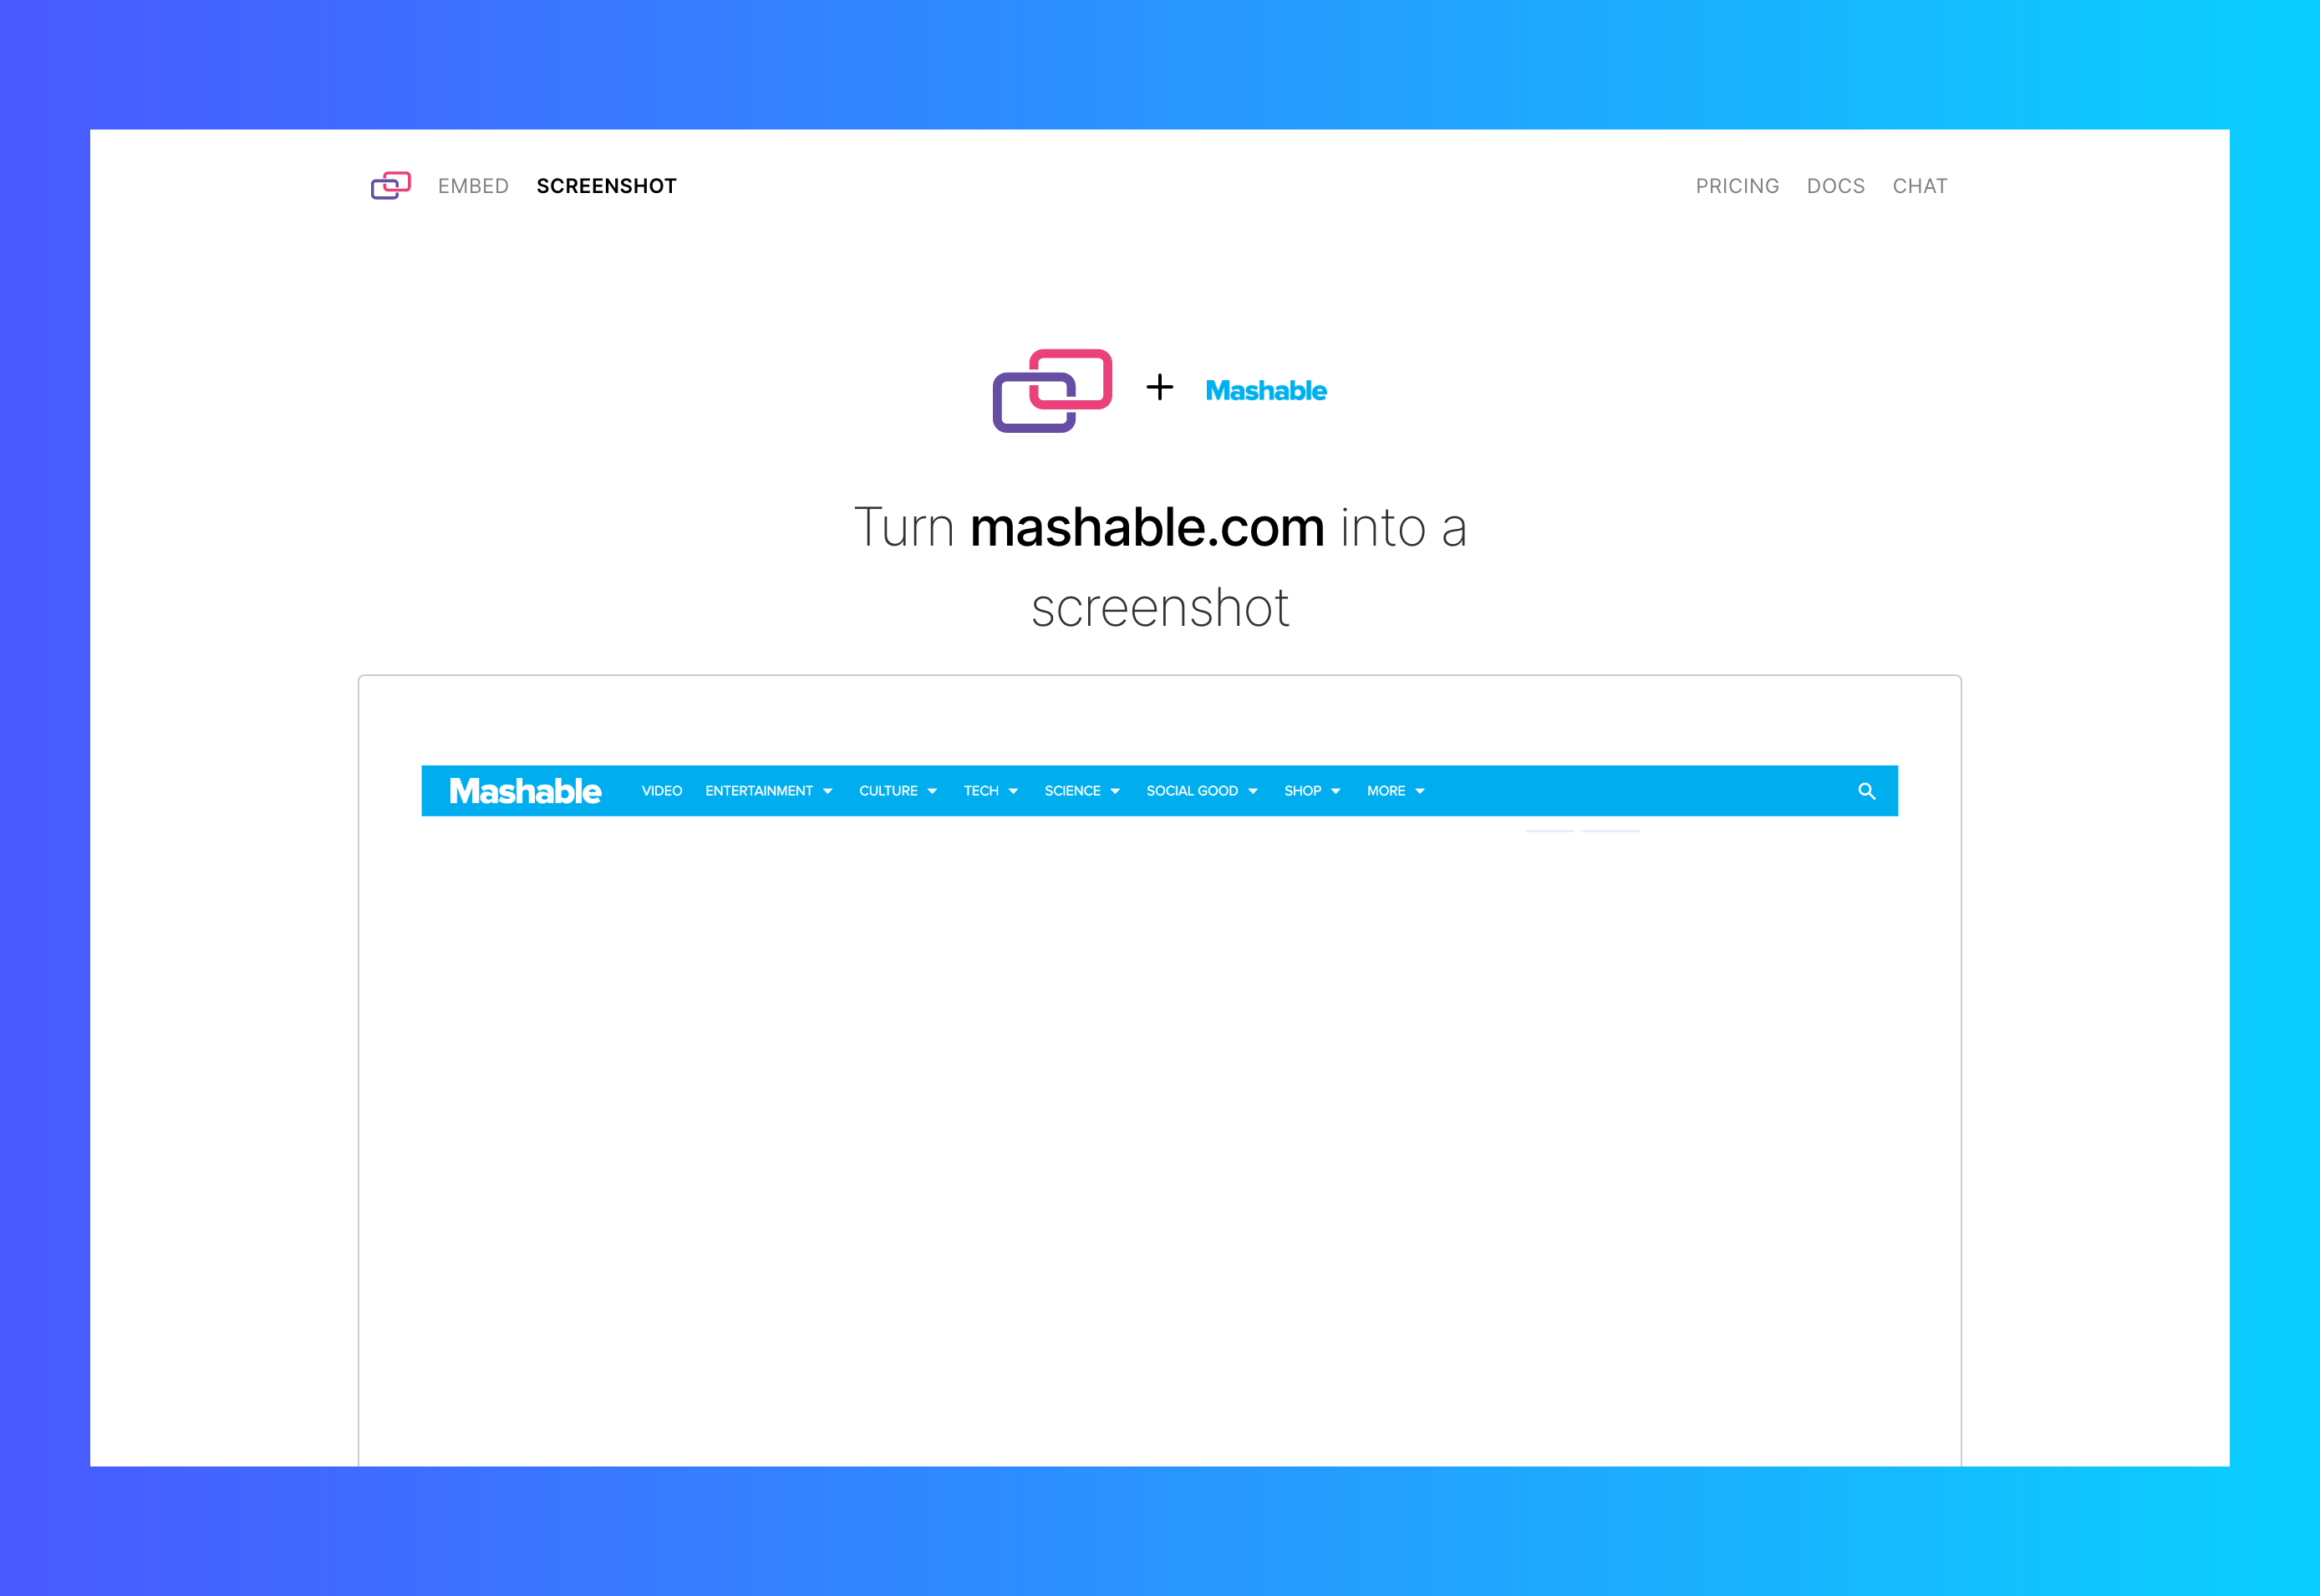 EMBED SCREENSHOT PRICING DOCS CHAT
+ Mashable
Turn mashable.com into a
screenshot
Mashable VIDEO ENTERTAINMENT CULTURE TECH SCIENCE SOCIAL GOOD SHOP MORE